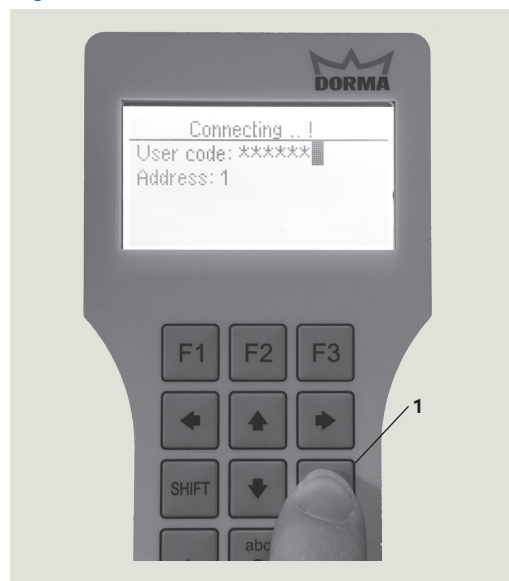 DORMA
Connecting .. !
User code: ******
Address: 1
F1 F2 F3
1
SHIFT
abc